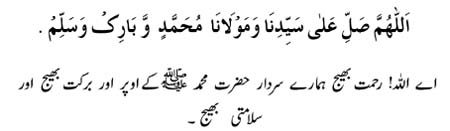 اَللّٰهُمَّ صَلِّ عَلٰى سَيِّدِنَا وَمَوْلَانَا مُحَمَّدٍ وَّ بَارِكْ وَسَلِّمْ .
اے اللہ! رحمت بھیج ہمارے سردار حضرت محمد ﷺ کے اوپر اور برکت بھیج اور
سلامتی بھیج ۔